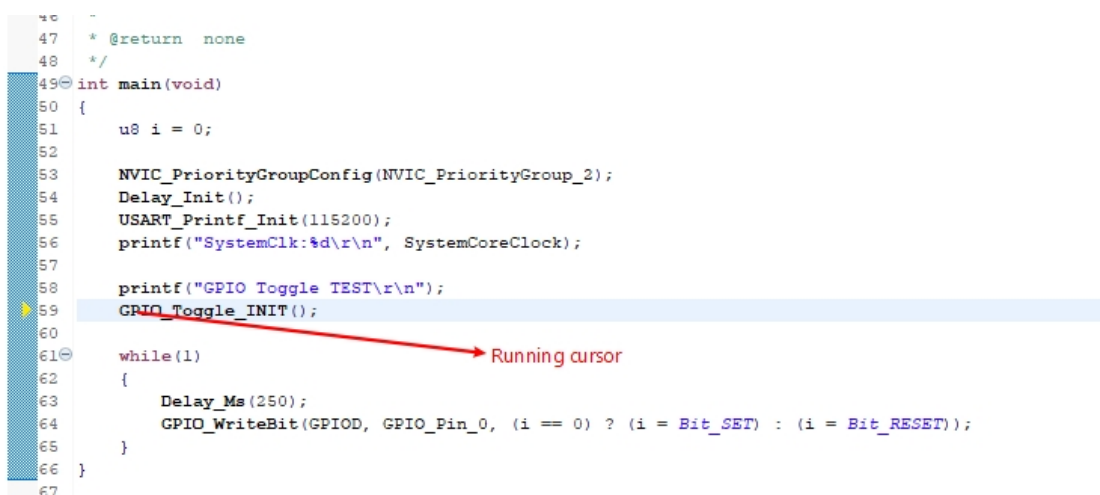 46 *
47 * @return none
48 */
49 int main(void)
50 {
51 u8 i = 0;
52
53 NVIC_PriorityGroupConfig(NVIC_PriorityGroup_2);
54 Delay_Init();
55 USART_Printf_Init(115200);
56 printf("SystemClk:%d\r\n", SystemCoreClock);
57
58 printf("GPIO Toggle TEST\r\n");
59 GPIO_Toggle_INIT();
60
61 while(1)
Running cursor
62 {
63 Delay_Ms(250);
64 GPIO_WriteBit(GPIOD, GPIO_Pin_0, (i == 0) ? (i = Bit_SET) : (i = Bit_RESET));
65 }
66 }
67